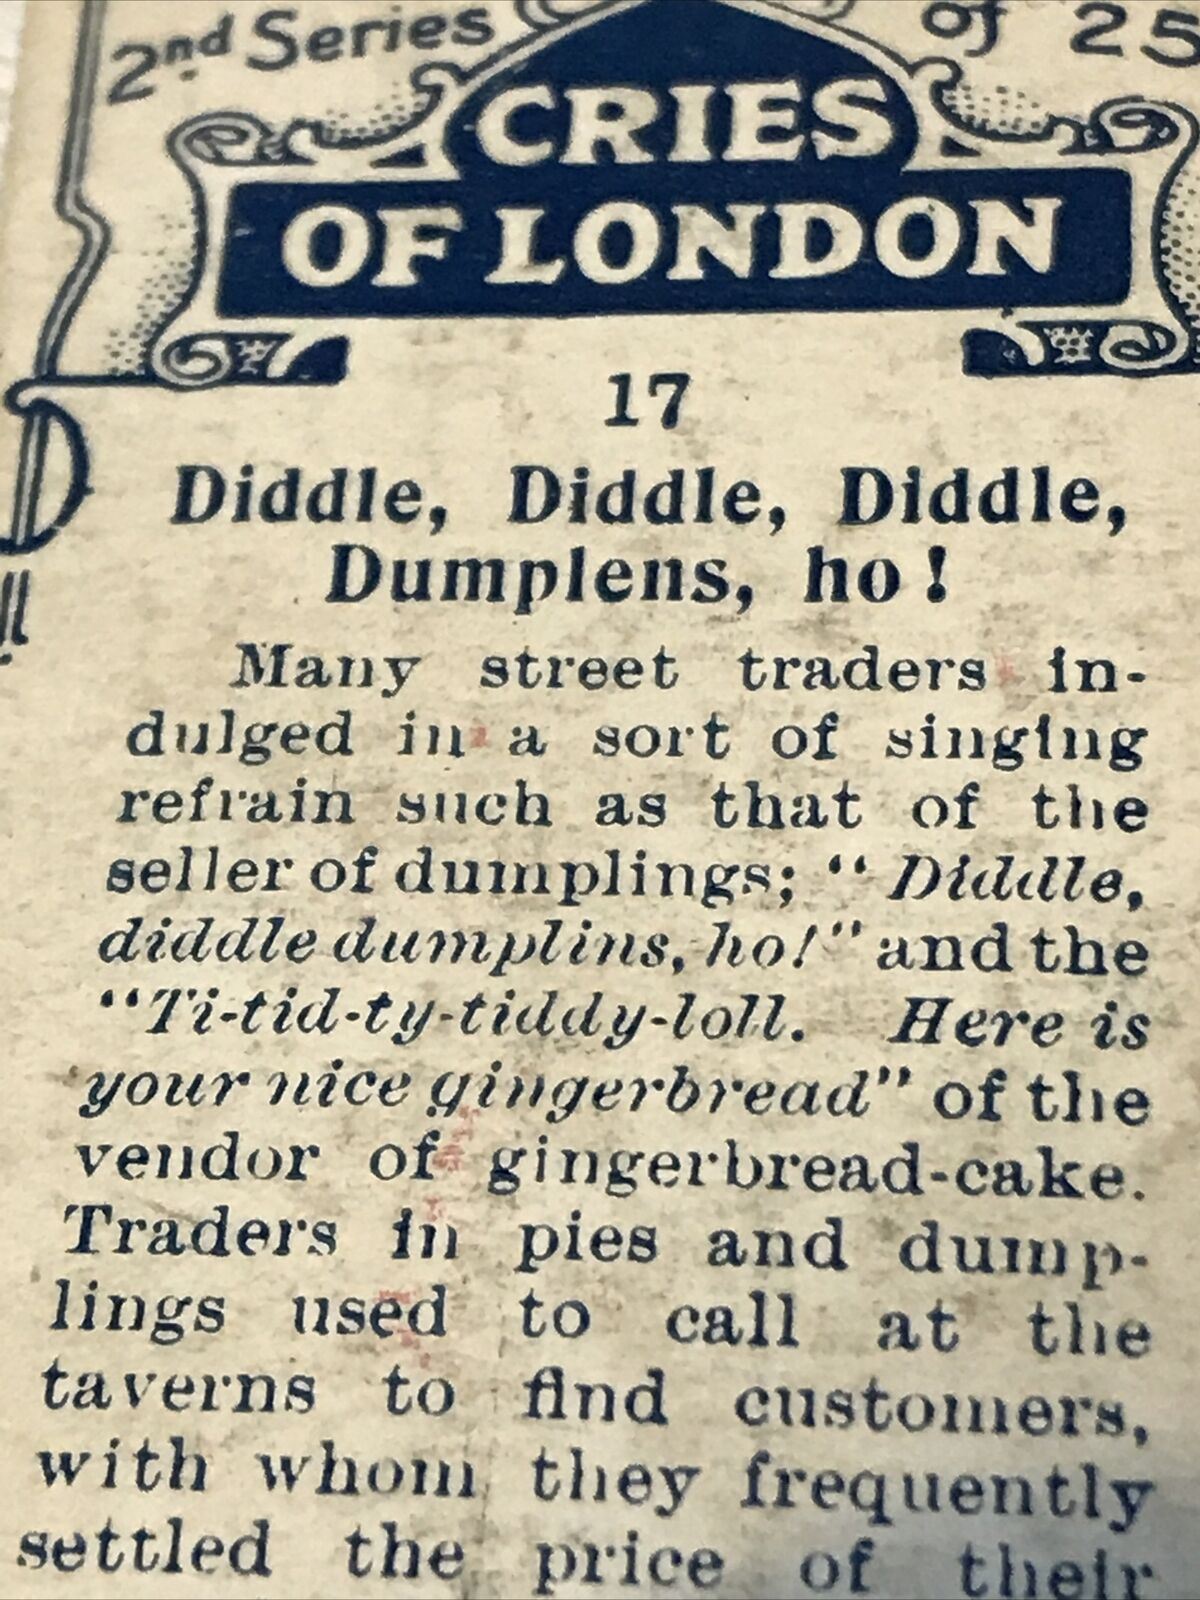 2nd Series of 25
CRIES
OF LONDON
17
Diddle, Diddle, Diddle,
Dumplens, ho!
Many street traders in-
dulged in a sort of singing
refrain such as that of the
seller of dumplings; "Diddle,
diddle dumplins, ho!" and the
"Ti-tid-ty-tiddy-loll. Here is
your nice gingerbread" of the
vendor of gingerbread-cake.
Traders in pies and dump-
lings used to call at the
taverns to find customers,
with whom they frequently
settled the price of their